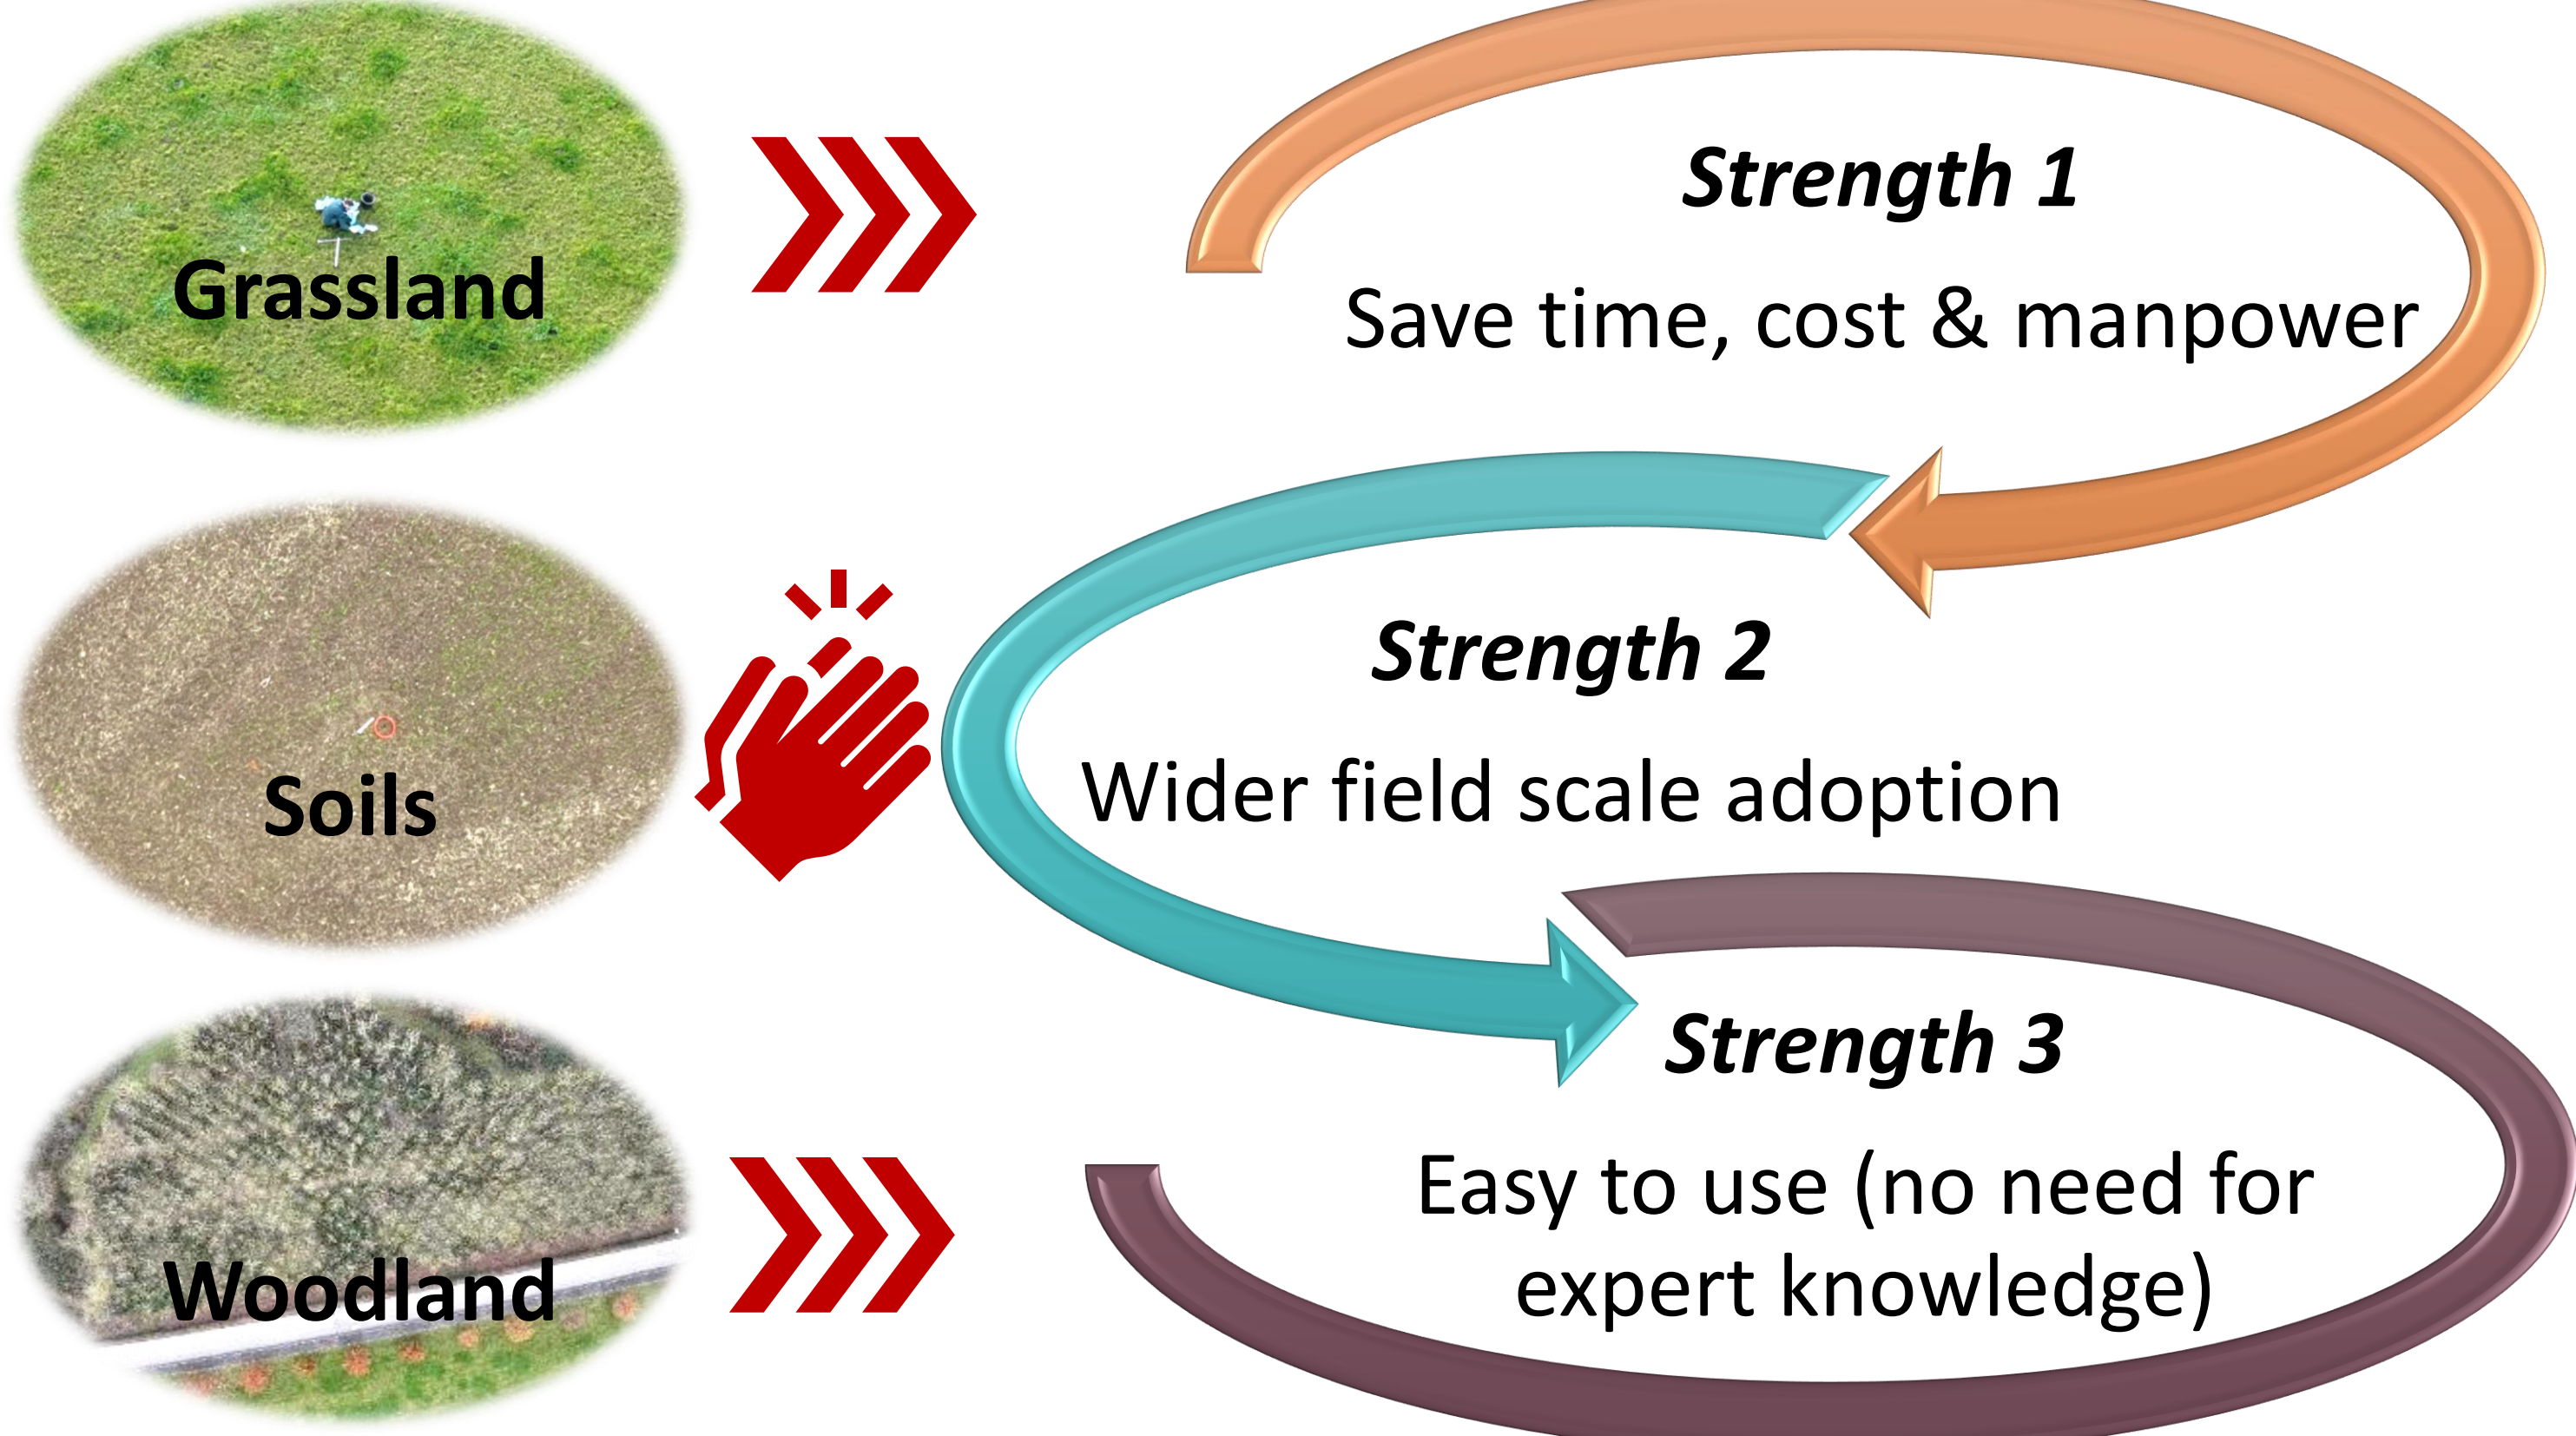 Grassland
Strength 1
Save time, cost & manpower
Soils
Strength 2
Wider field scale adoption
Woodland
Strength 3
Easy to use (no need for
expert knowledge)